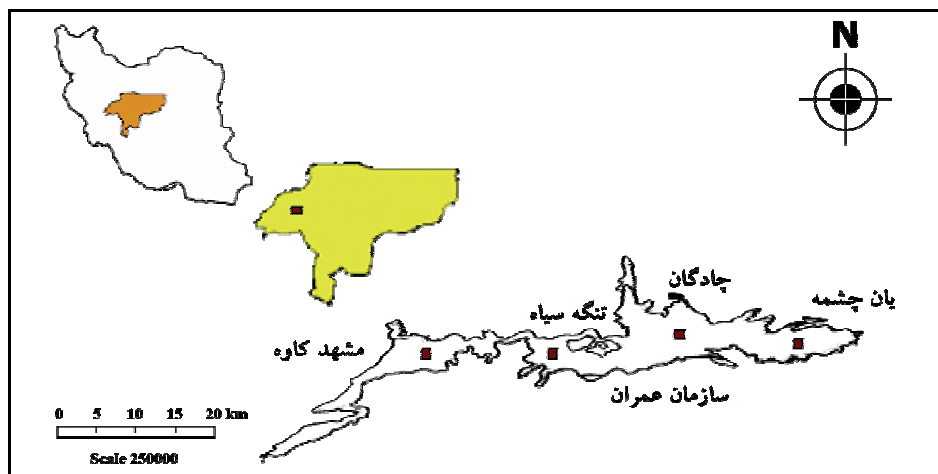 N
چادگان
یان چشمه
تنگه سیاه
مشهد کاوه
سازمان عمران
0 5 10 15 20 km
Scale 250000